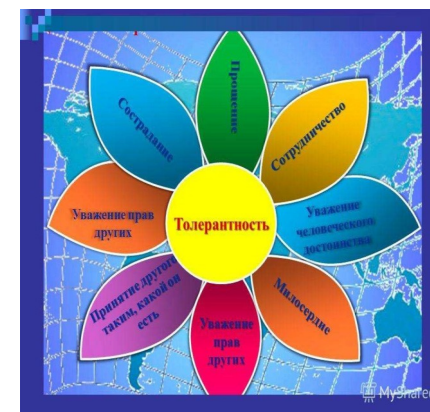 Прощение
Сотрудничество
Уважение
человеческого
достоинства
Милосердие
Уважение
прав
других
Принятие другого
таким, какой он
есть
Уважение прав
других
Сострадание
Толерантность
MyShared